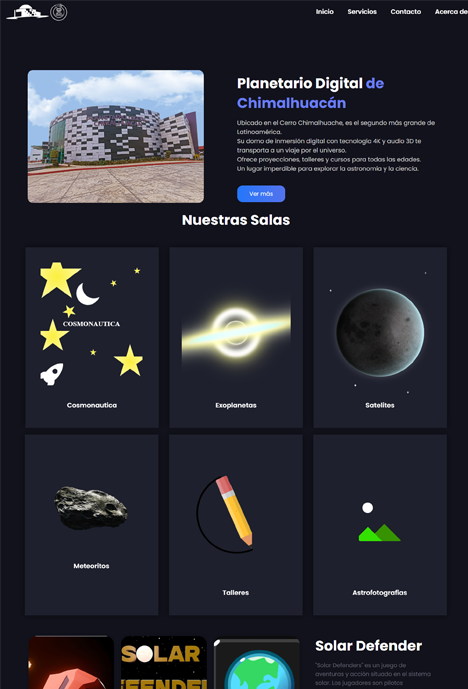 Inicio Servicios Contacto Acerca de
Planetario Digital de
Chimalhuacán
Ubicado en el Cerro Chimalhuache, es el segundo más grande de
Latinoamérica.
Su domo de inmersión digital con tecnología 4K y audio 3D te
transporta a un viaje por el universo.
Ofrece proyecciones, talleres y cursos para todas las edades.
Un lugar imperdible para explorar la astronomía y la ciencia.
Ver más
Nuestras Salas
COSMONAUTICA
Cosmonautica Exoplanetas Satelites
Meteoritos
Talleres Astrofotografias
SOLAR
Solar Defender
"Solar Defenders" es un juego de
aventuras y acción situado en el sistema
solar. Los jugadores son pilotos